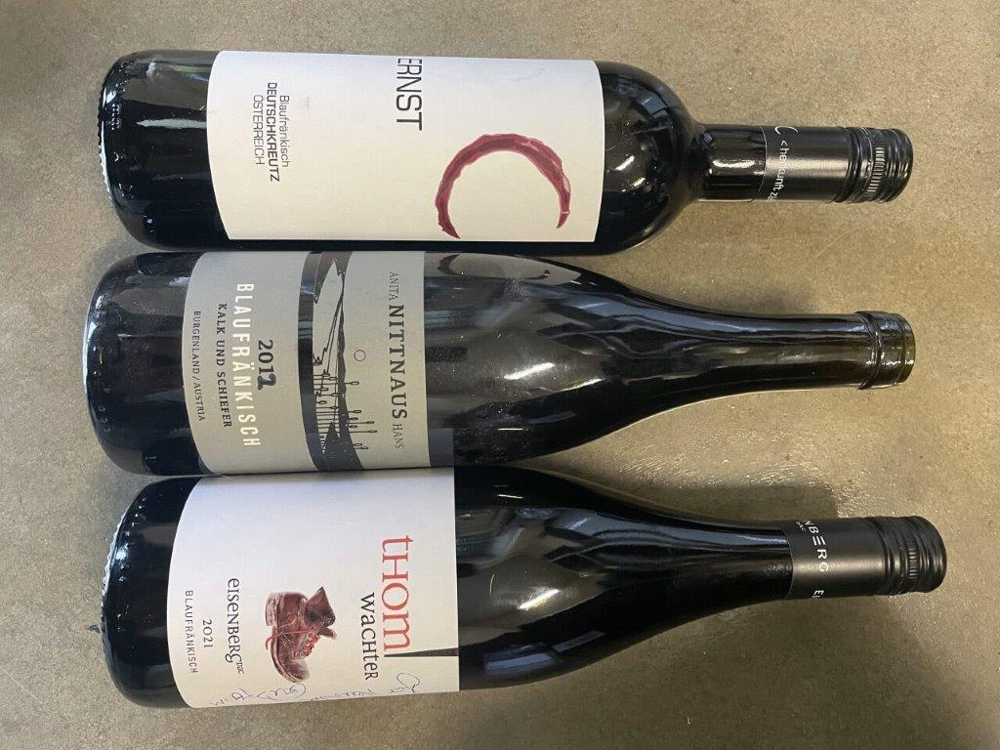 ERNST
Blaufränkisch
DEUTSCHKREUTZ
ÖSTERREICH
ANITA NITTNAUS HANS
2012
BLAUFRÄNKISCH
KALK UND SCHIEFER
BURGENLAND/AUSTRIA
tHOM
WaCHtER
eISeNBeRG DAC
2021
BLAUFRÄNKISCH
NBERG